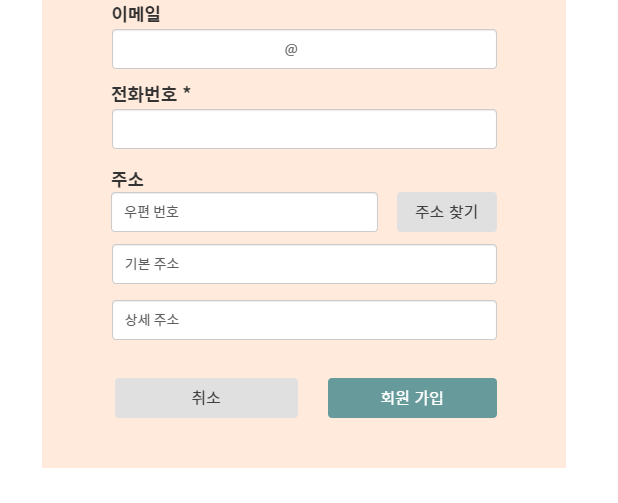 이메일
@
전화번호 *
주소
우편 번호
주소 찾기
기본 주소
상세 주소
취소
회원 가입